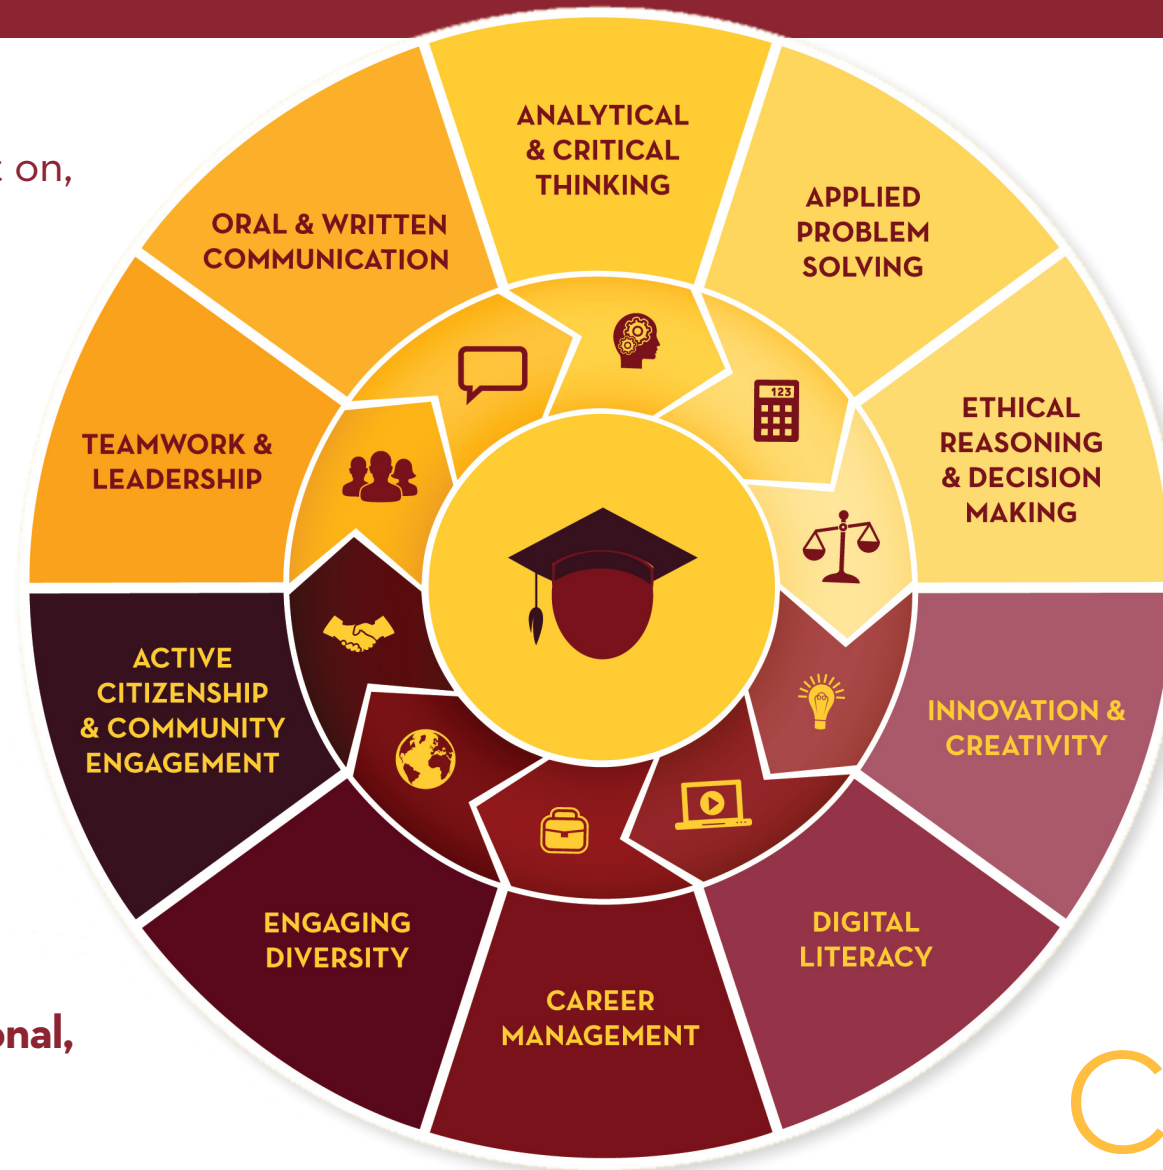 ANALYTICAL
& CRITICAL
THINKING
APPLIED
PROBLEM
SOLVING
ETHICAL
REASONING
& DECISION
MAKING
INNOVATION &
CREATIVITY
DIGITAL
LITERACY
CAREER
MANAGEMENT
ENGAGING
DIVERSITY
ACTIVE
CITIZENSHIP
& COMMUNITY
ENGAGEMENT
TEAMWORK &
LEADERSHIP
ORAL & WRITTEN
COMMUNICATION
123
on,
C